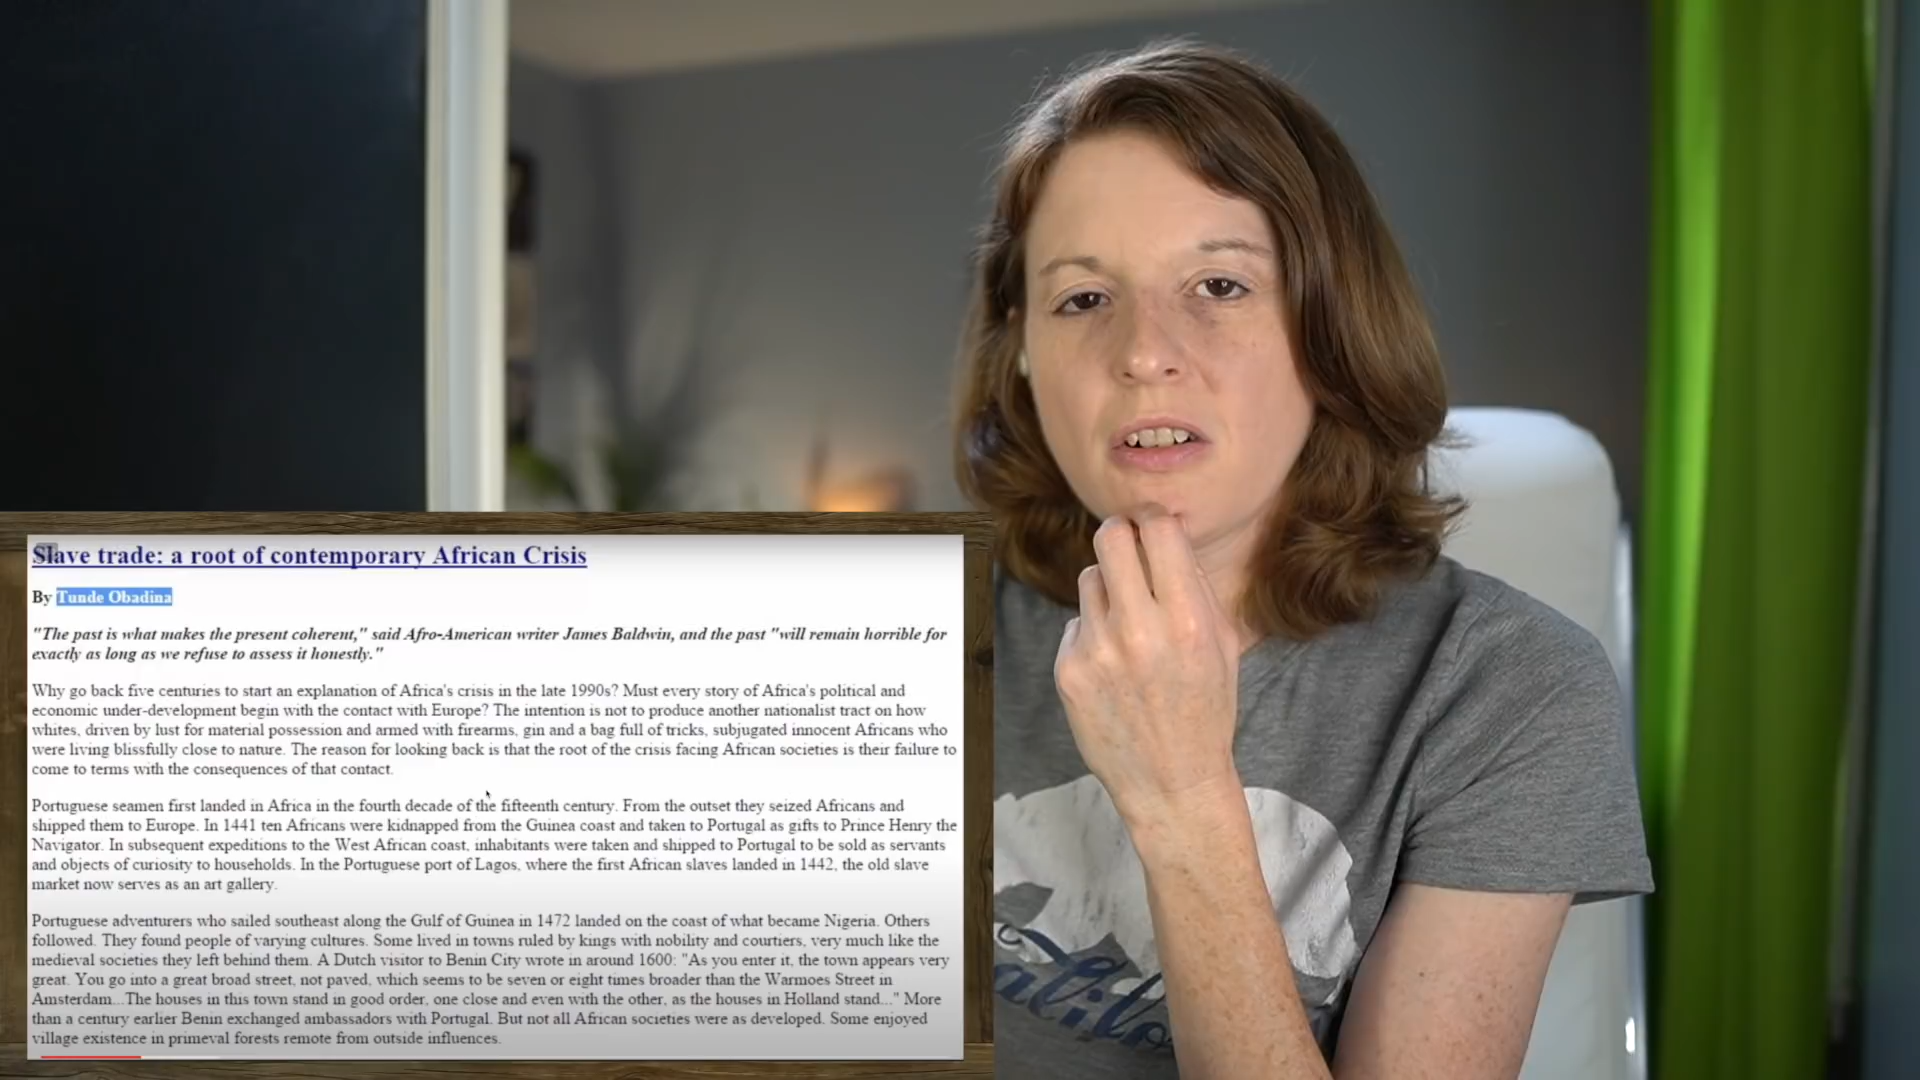 Slave trade: a root of contemporary African Crisis
By Tunde Obadina
"The past is what makes the present coherent," said Afro-American writer James Baldwin, and the past "will remain horrible for
exactly as long as we refuse to assess it honestly."
Why go back five centuries to start an explanation of Africa's crisis in the late 1990s? Must every story of Africa's political and
economic under-development begin with the contact with Europe? The intention is not to produce another nationalist tract on how
whites, driven by lust for material possession and armed with firearms, gin and a bag full of tricks, subjugated innocent Africans who
were living blissfully close to nature. The reason for looking back is that the root of the crisis facing African societies is their failure to
come to terms with the consequences of that contact.
Portuguese seamen first landed in Africa in the fourth decade of the fifteenth century. From the outset they seized Africans and
shipped them to Europe. In 1441 ten Africans were kidnapped from the Guinea coast and taken to Portugal as gifts to Prince Henry the
Navigator. In subsequent expeditions to the West African coast, inhabitants were taken and shipped to Portugal to be sold as servants
and objects of curiosity to households. In the Portuguese port of Lagos, where the first African slaves landed in 1442, the old slave
market now serves as an art gallery.
Portuguese adventurers who sailed southeast along the Gulf of Guinea in 1472 landed on the coast of what became Nigeria. Others
followed. They found people of varying cultures. Some lived in towns ruled by kings with nobility and courtiers, very much like the
medieval societies they left behind them. A Dutch visitor to Benin City wrote in around 1600: "As you enter it, the town appears very
great. You go into a great broad street, not paved, which seems to be seven or eight times broader than the Warmoes Street in
Amsterdam...The houses in this town stand in good order, one close and even with the other, as the houses in Holland stand..." More
than a century earlier Benin exchanged ambassadors with Portugal. But not all African societies were as developed. Some enjoyed
village existence in primeval forests remote from outside influences.